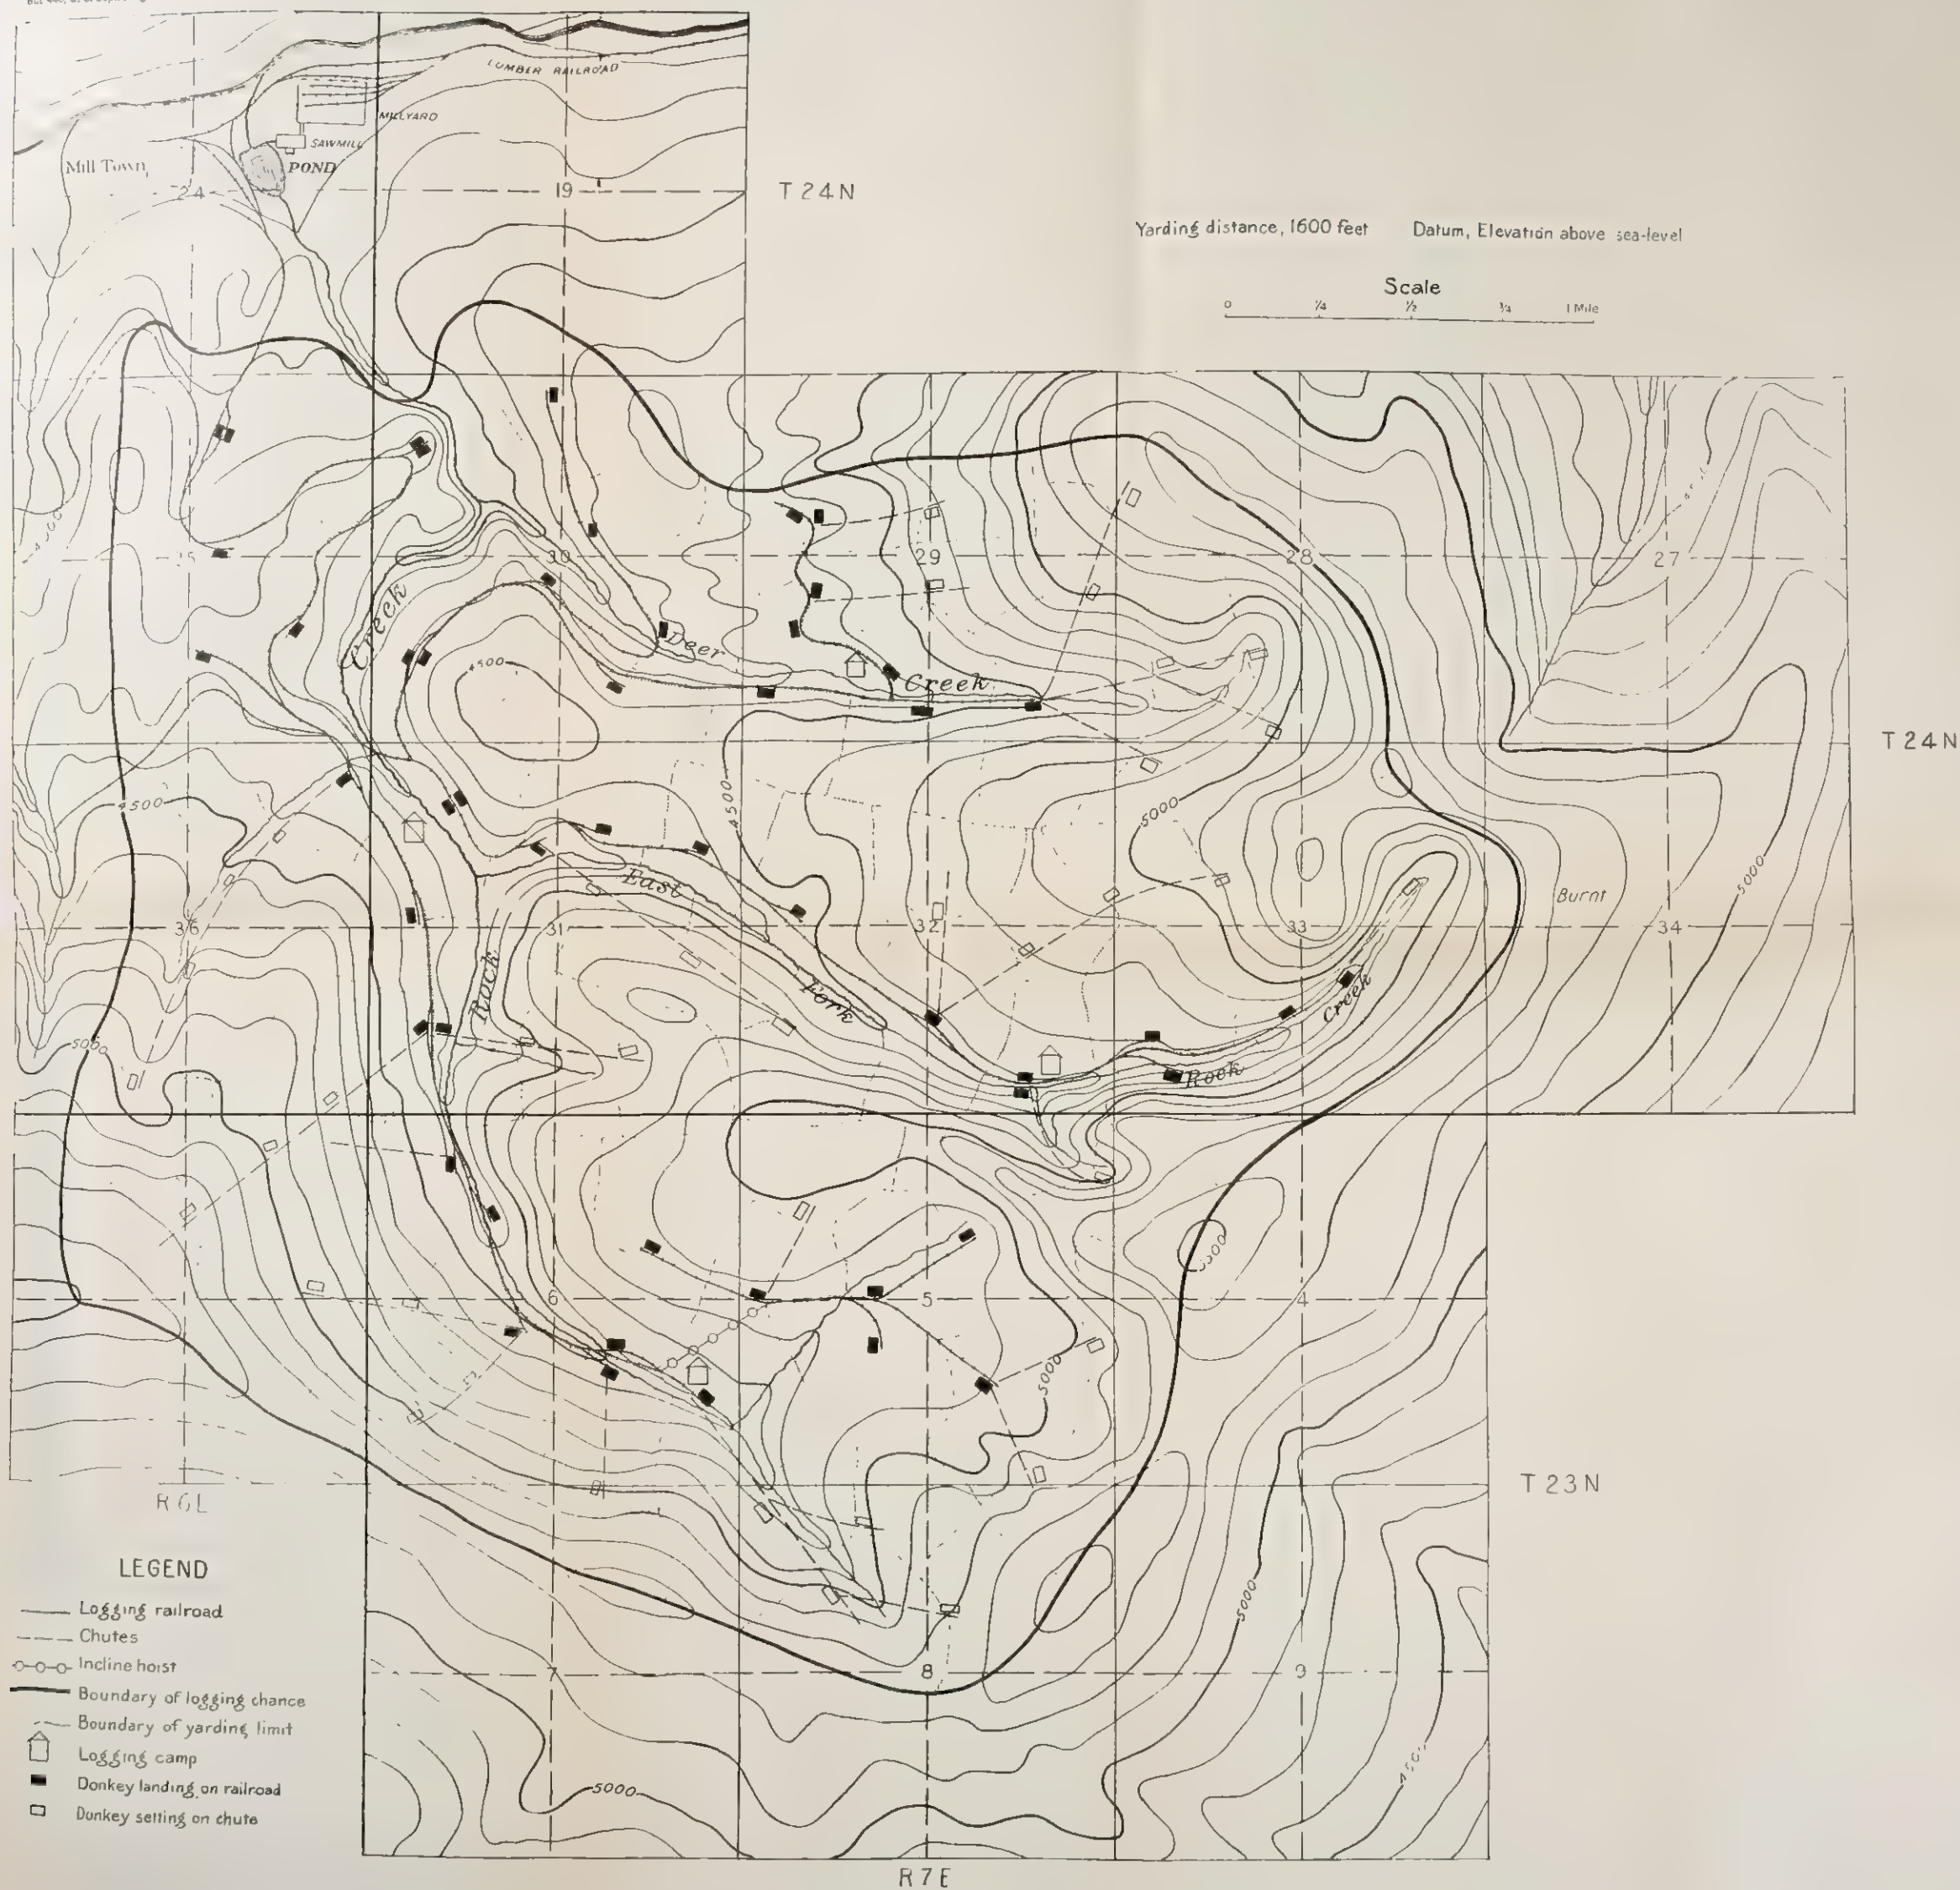 LUMBER RAILROAD
MILLYARD
SAWMILL
Mill Town
POND
24
19
T 24 N
Yarding distance, 1600 feet Datum, Elevation above sea-level
Scale
0 1/4 1/2 3/4 1 Mile
4500
30
29
28
27
Creek
Deer
Creek
4500
T 24 N
4500
4500
5000
5000
East
Burnt
36
31
32
33
34
Rock
Fork
Creek
5000
Rock
6
5
4
5000
T 23 N
R 6 E
LEGEND
Logging railroad
Chutes
Incline hoist
Boundary of logging chance
Boundary of yarding limit
Logging camp
Donkey landing on railroad
Donkey setting on chute
5000
7
8
9
5000
R 7 E